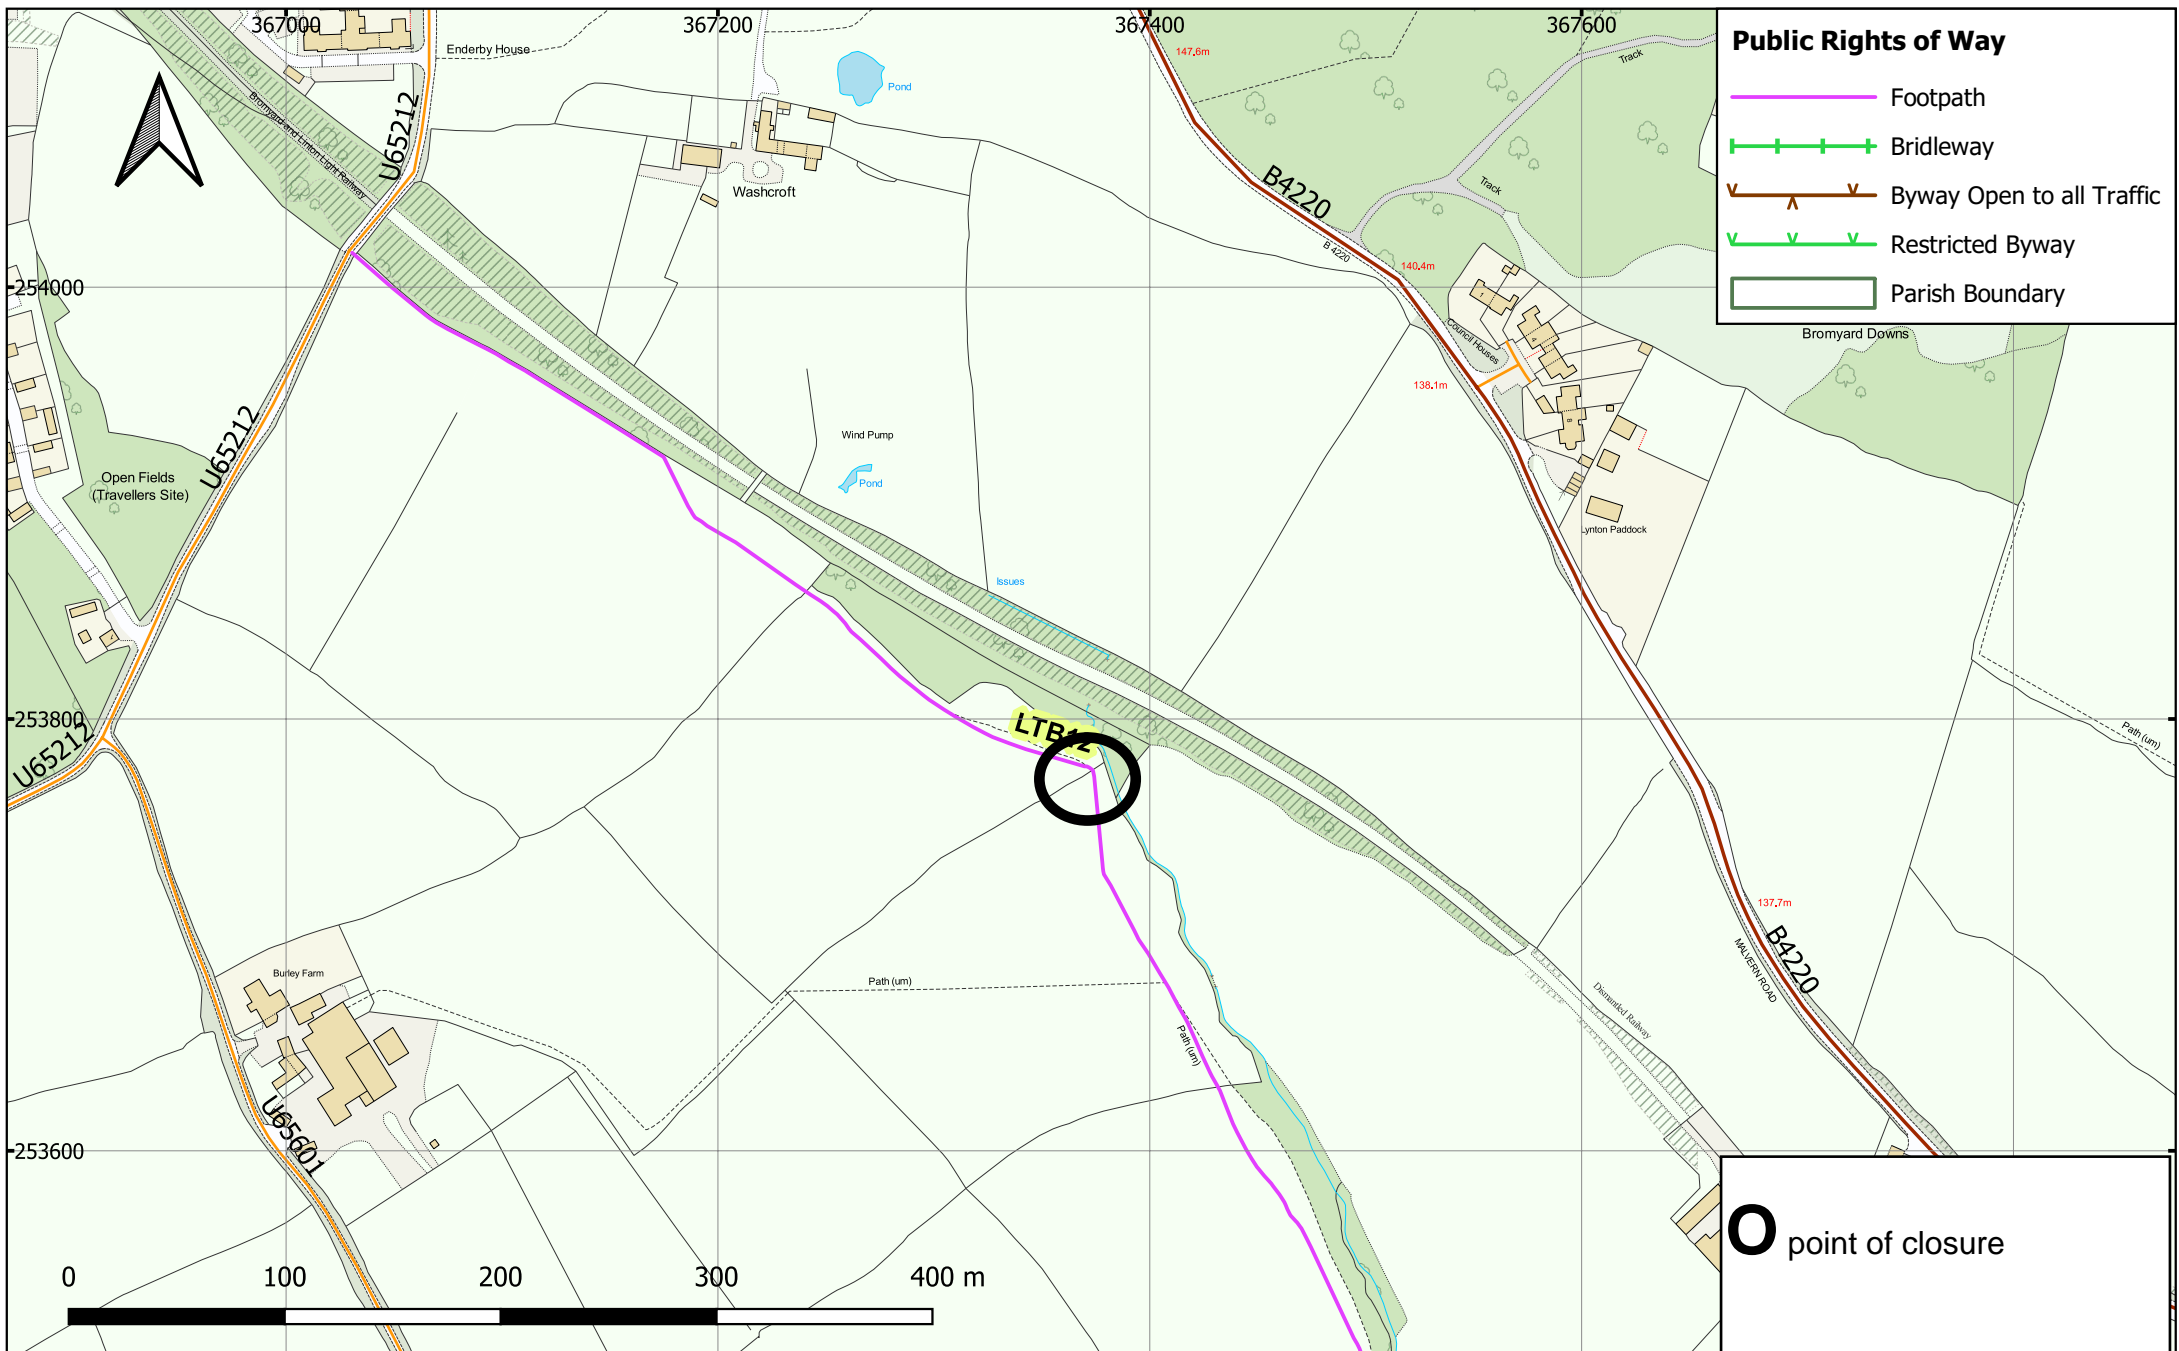 367000
367200
367400
367600
Public Rights of Way
Footpath
Bridleway
Byway Open to all Traffic
Restricted Byway
Parish Boundary
Enderby House
147.6m
Track
Pond
Bromyard and Linton Light Railway
U65212
Washcroft
B4220
Track
B 4220
140.4m
254000
1
4
Council Houses
Bromyard Downs
138.1m
8
U65212
Wind Pump
Open Fields
(Travellers Site)
Pond
Lynton Paddock
Issues
253800
U65212
LTB12
Path (um)
137.7m
B4220
MALVERN ROAD
Burley Farm
Path (um)
Dismantled Railway
Path (um)
U65601
253600
O point of closure
0
100
200
300
400 m